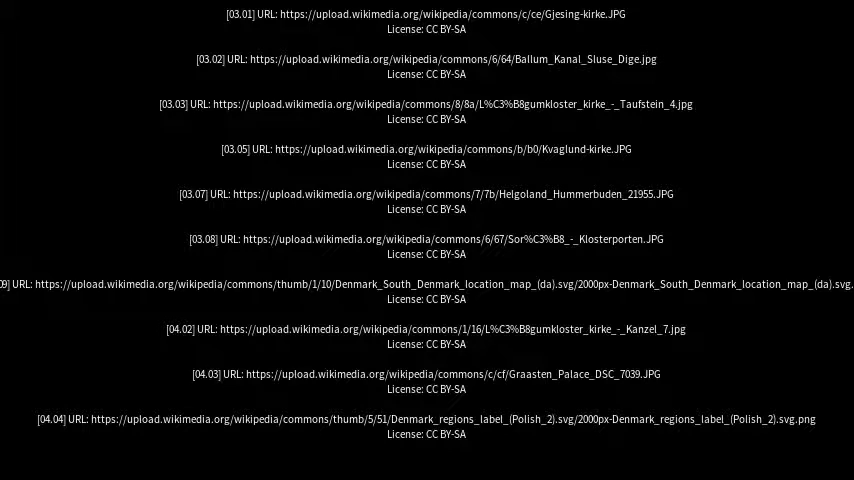 [03.01] URL: https://upload.wikimedia.org/wikipedia/commons/c/ce/Gjesing-kirke.JPG
License: CC BY-SA
[03.02] URL: https://upload.wikimedia.org/wikipedia/commons/6/64/Ballum_Kanal_Sluse_Dige.jpg
License: CC BY-SA
[03.03] URL: https://upload.wikimedia.org/wikipedia/commons/8/8a/L%C3%B8gumkloster_kirke_-_Taufstein_4.jpg
License: CC BY-SA
[03.05] URL: https://upload.wikimedia.org/wikipedia/commons/b/b0/Kvaglund-kirke.JPG
License: CC BY-SA
[03.07] URL: https://upload.wikimedia.org/wikipedia/commons/7/7b/Helgoland_Hummerbuden_21955.JPG
License: CC BY-SA
[03.08] URL: https://upload.wikimedia.org/wikipedia/commons/6/67/Sor%C3%B8_-_Klosterporten.JPG
License: CC BY-SA
09] URL: https://upload.wikimedia.org/wikipedia/commons/thumb/1/10/Denmark_South_Denmark_location_map_(da).svg/2000px-Denmark_South_Denmark_location_map_(da).svg.
License: CC BY-SA
[04.02] URL: https://upload.wikimedia.org/wikipedia/commons/1/16/L%C3%B8gumkloster_kirke_-_Kanzel_7.jpg
License: CC BY-SA
[04.03] URL: https://upload.wikimedia.org/wikipedia/commons/c/cf/Graasten_Palace_DSC_7039.JPG
License: CC BY-SA
[04.04] URL: https://upload.wikimedia.org/wikipedia/commons/thumb/5/51/Denmark_regions_label_(Polish_2).svg/2000px-Denmark_regions_label_(Polish_2).svg.png
License: CC BY-SA